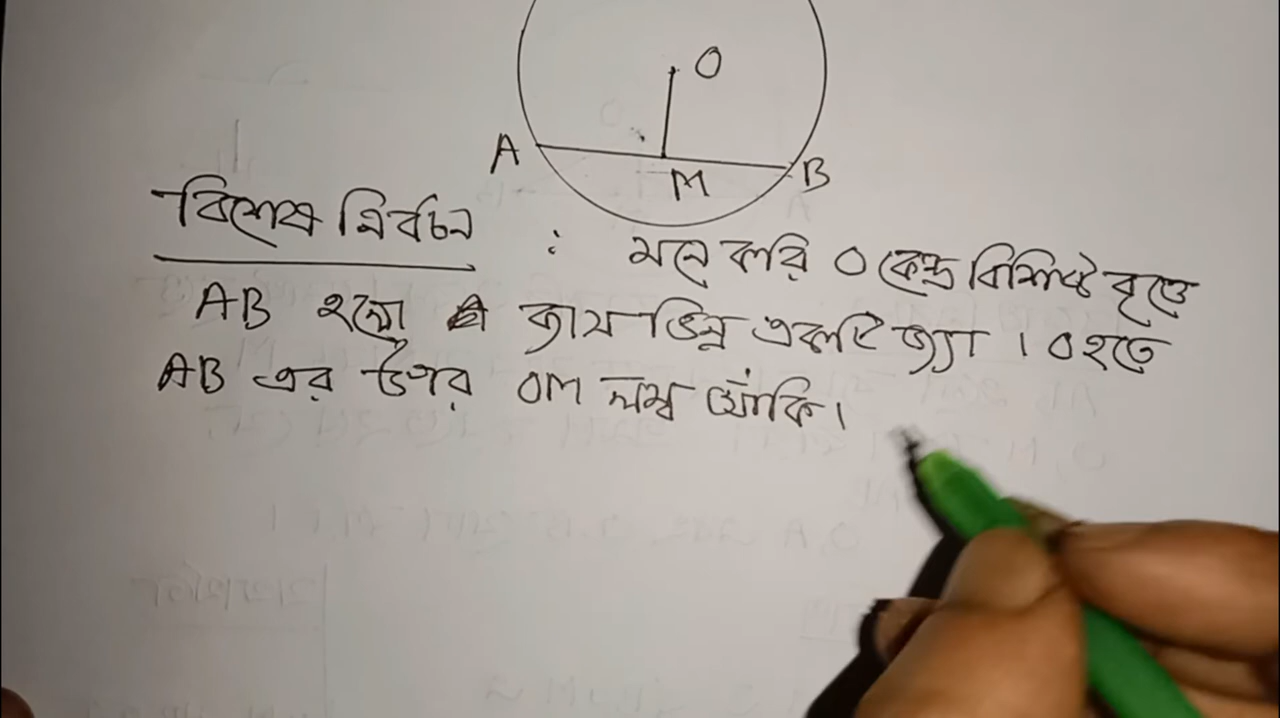 O
A
M
B
বিশেষ নির্বচন : মনে করি O কেন্দ্র বিশিষ্ট বৃত্তে
AB হলো ব্যাস ভিন্ন একটি জ্যা । O হতে
AB এর উপর OM লম্ব আঁকি।